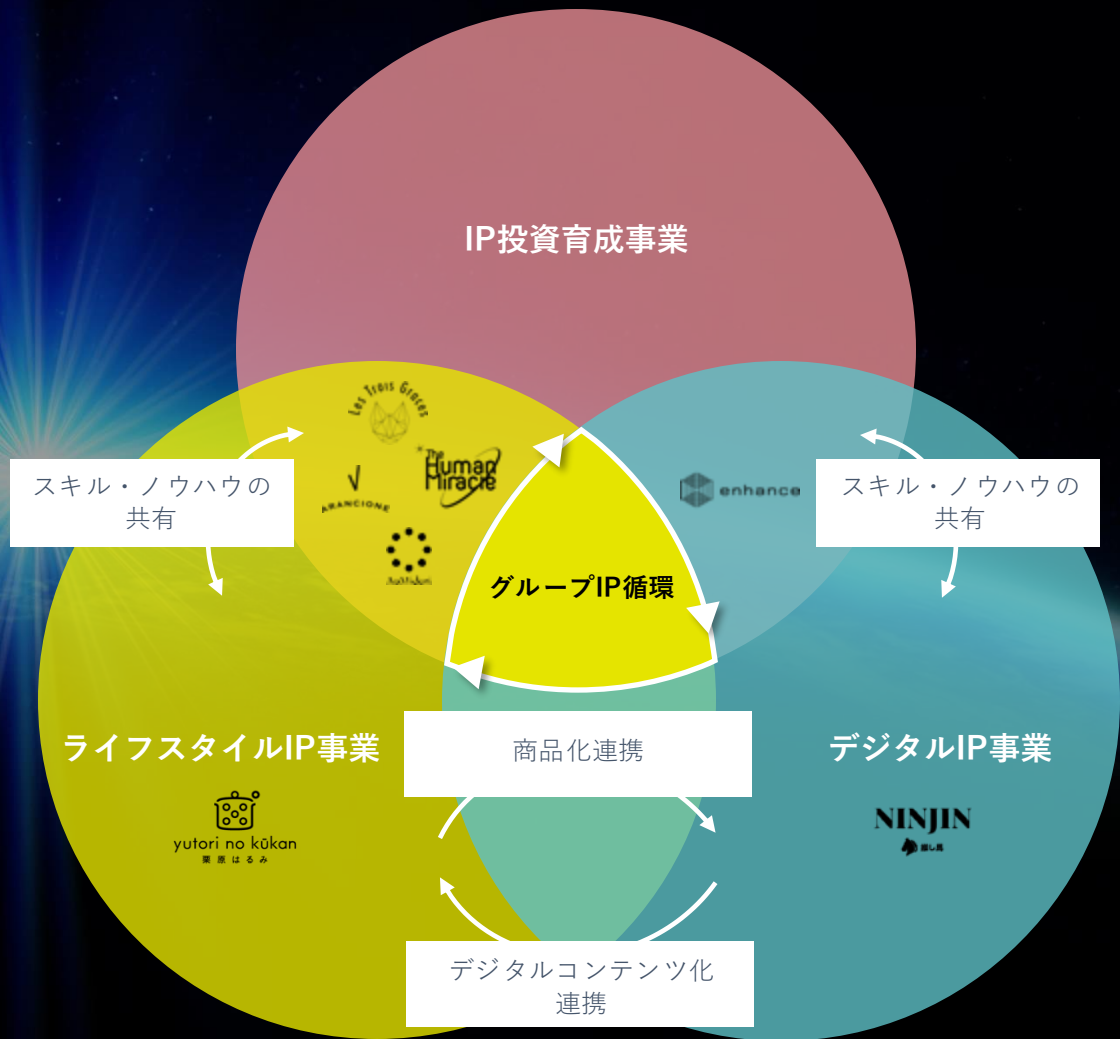 IP投資育成事業
Les Trois Graces
The
Human
Miracle
ARANCIONE
enhance
スキル・ノウハウの
共有
スキル・ノウハウの
共有
グループIP循環
ライフスタイルIP事業
商品化連携
デジタルIP事業
yutori no kūkan
栗原はるみ
NINJIN
癒し馬
デジタルコンテンツ化
連携